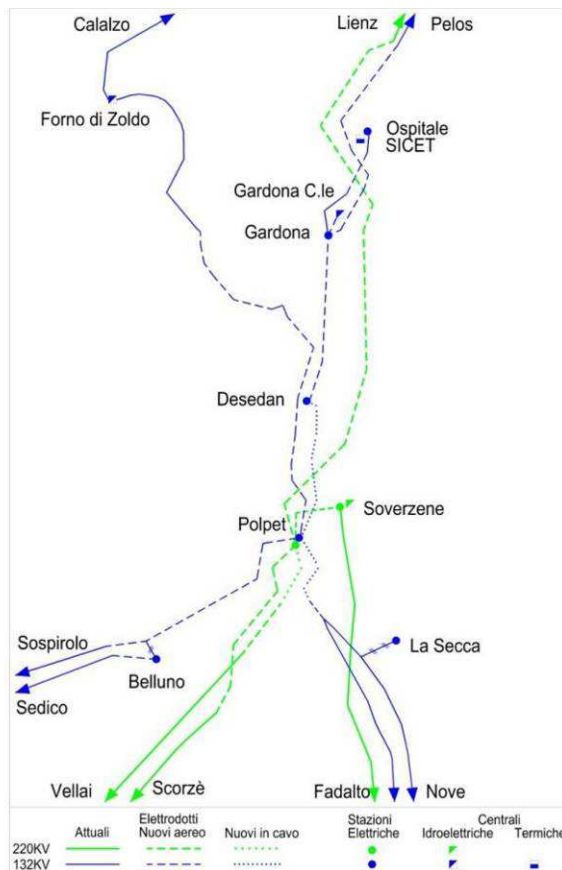 Calalzo
Lienz
Pelos
Forno di Zoldo
Ospitale
SICET
Gardona C.le
Gardona
Desedan
Soverzene
Polpet
Sospirolo
La Secca
Belluno
Sedico
Vellai
Scorzè
Fadalto
Nove
Elettrodotti
Attuali
Nuovi aereo
Nuovi in cavo
Stazioni
Elettriche
Centrali
Idroelettriche
Termiche
220KV
132KV